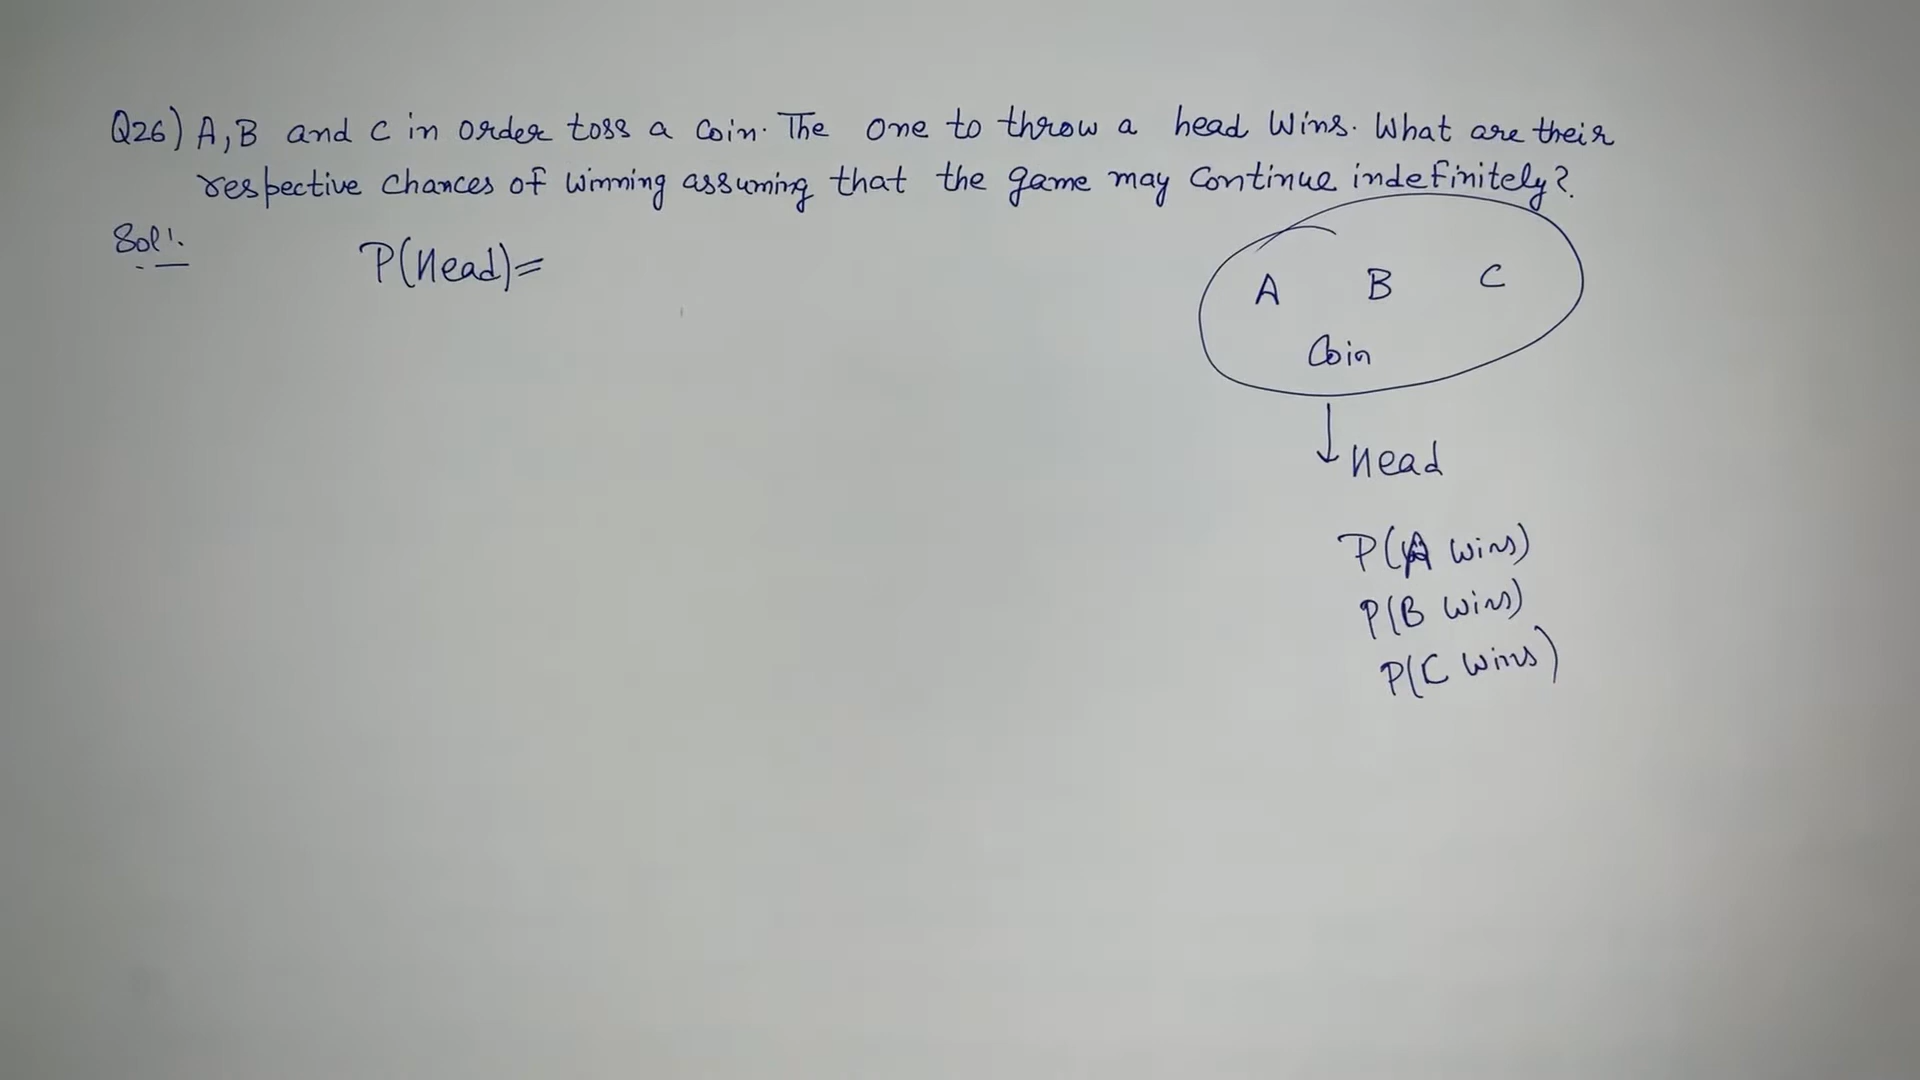 Q26) A, B and C in order toss a coin. The one to throw a head wins. What are their
respective chances of winning assuming that the game may continue indefinitely?
Sol:
P(Head)=
A B C
Coin
Head
P(A wins)
P(B wins)
P(C wins)